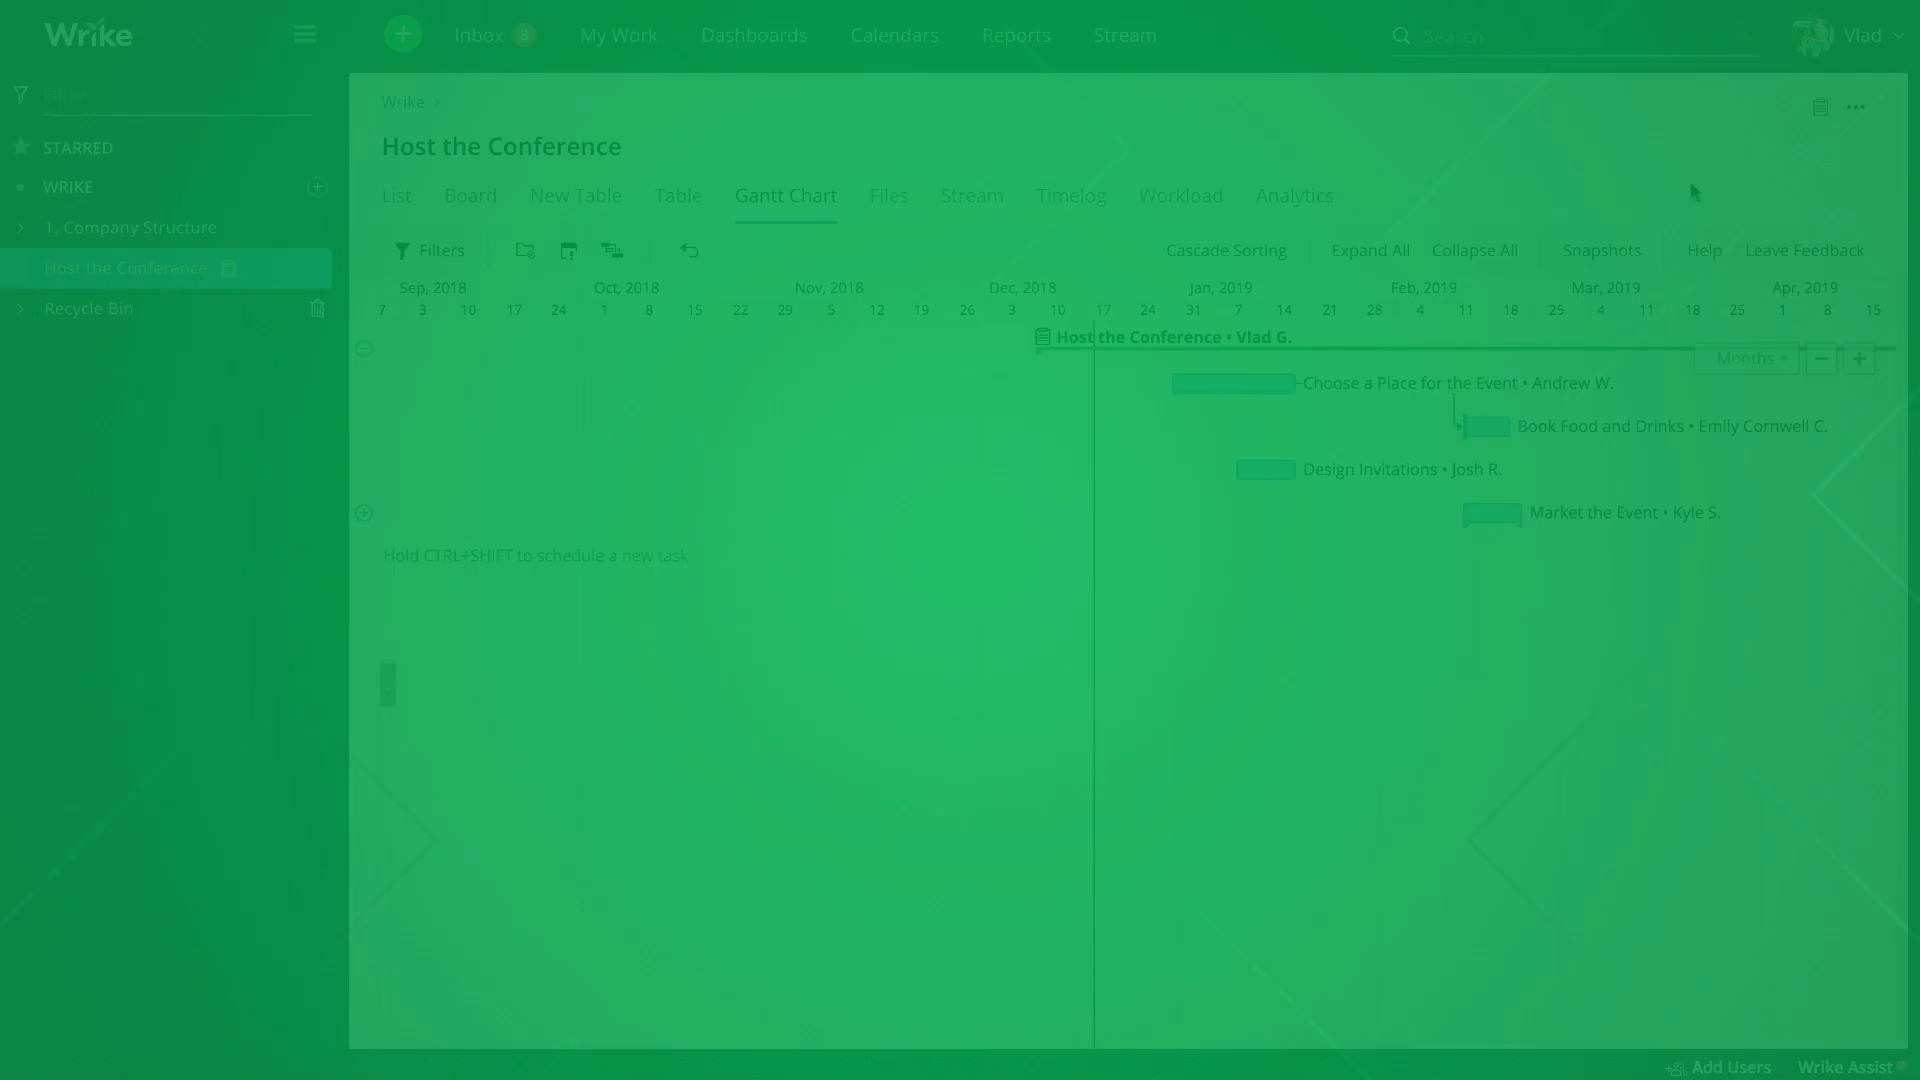 Wrike
Inbox 8 My Work Dashboards Calendars Reports Stream
Search
Vlad
Filter
STARRED
WRIKE
1. Company Structure
Host the Conference
Recycle Bin
Wrike
Host the Conference
List Board New Table Table Gantt Chart Files Stream Timelog Workload Analytics
Filters Cascade Sorting Expand All Collapse All Snapshots Help Leave Feedback
Sep, 2018 Oct, 2018 Nov, 2018 Dec, 2018 Jan, 2019 Feb, 2019 Mar, 2019 Apr, 2019
7 3 10 17 24 1 8 15 22 29 5 12 19 26 3 10 17 24 31 7 14 21 28 4 11 18 25 4 11 18 25 1 8 15
Host the Conference • Vlad G.
Months
Choose a Place for the Event • Andrew W.
Book Food and Drinks • Emily Cornwell C.
Design Invitations • Josh R.
Market the Event • Kyle S.
Hold CTRL+SHIFT to schedule a new task
Add Users Wrike Assist